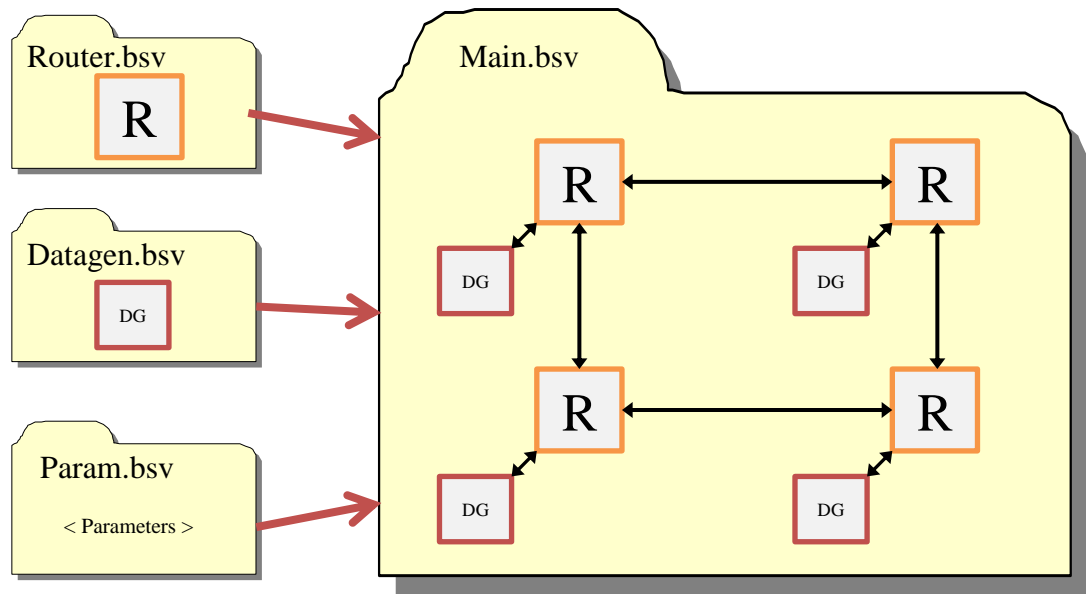 Router.bsv
R
Datagen.bsv
DG
Param.bsv
< Parameters >
Main.bsv
R
R
DG
DG
R
R
DG
DG